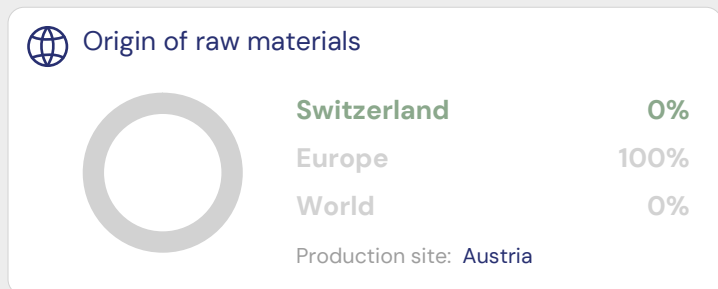 Origin of raw materials
Switzerland 0%
Europe 100%
World 0%
Production site: Austria